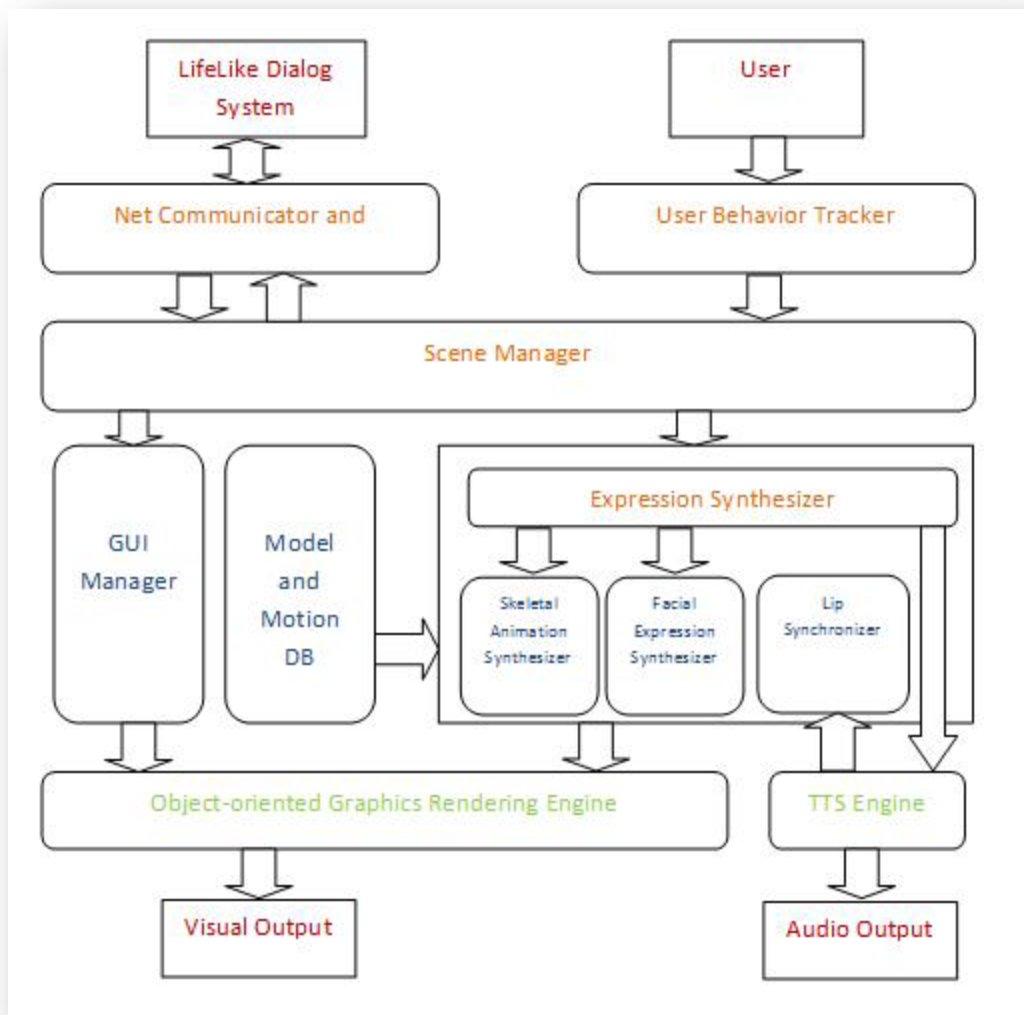 LifeLike Dialog
System
User
Net Communicator and
User Behavior Tracker
Scene Manager
GUI
Manager
Model
and
Motion
DB
Expression Synthesizer
Skeletal
Animation
Synthesizer
Facial
Expression
Synthesizer
Lip
Synchronizer
Object-oriented Graphics Rendering Engine
TTS Engine
Visual Output
Audio Output